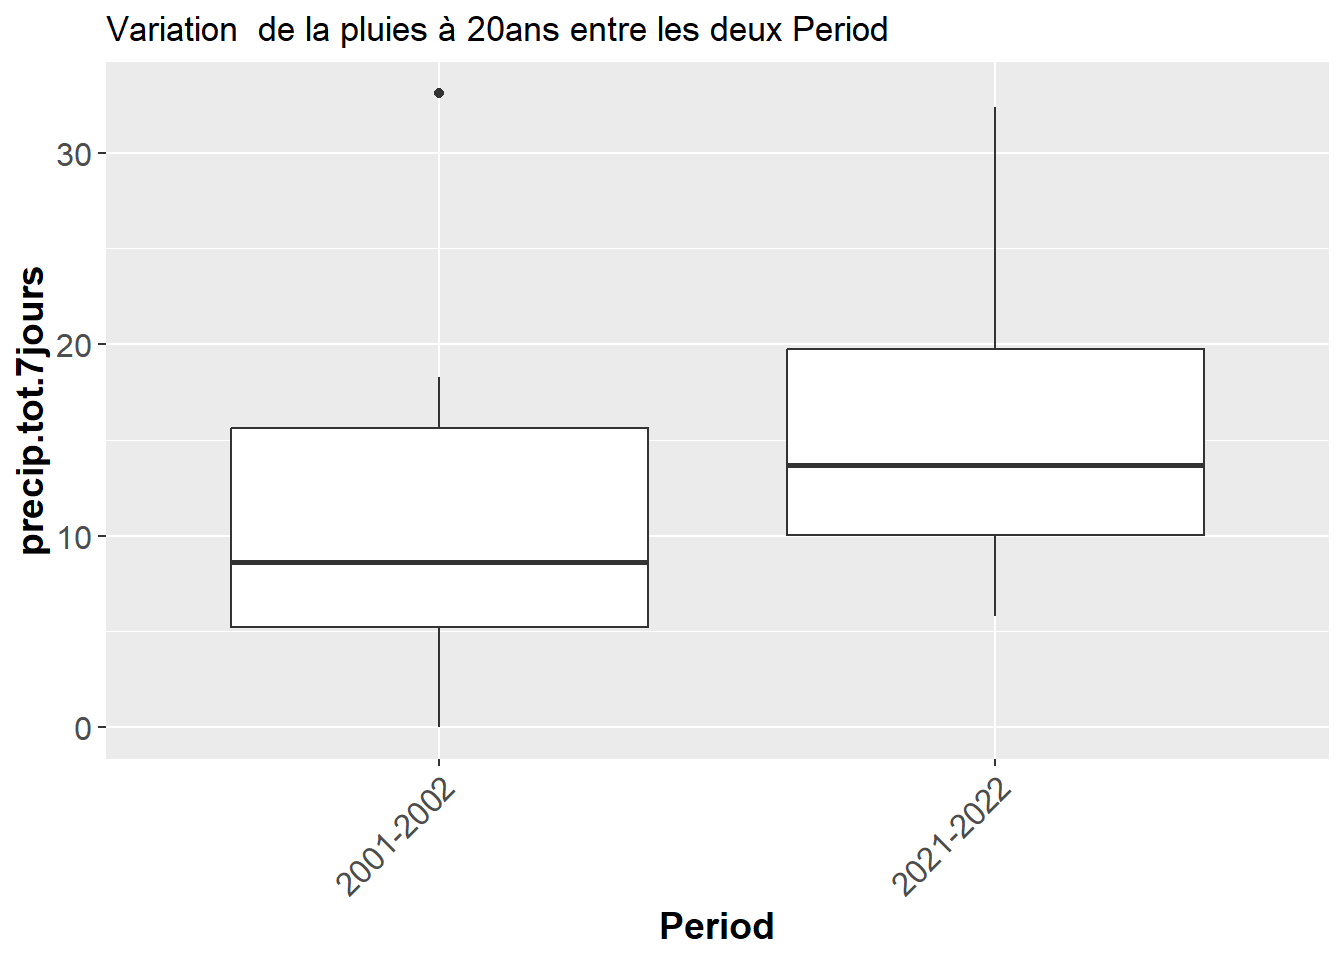 Variation  de la pluies à 20ans entre les deux Period
precip.tot.7jours
30
20
10
0
2001-2002
2021-2022
Period